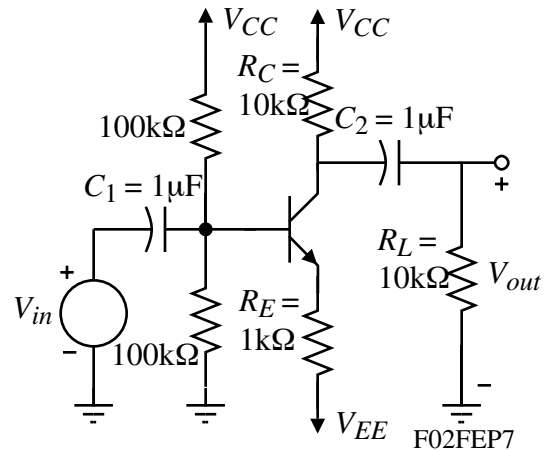 V_CC
V_CC
R_C =
10kΩ
100kΩ
C_2 = 1μF
C_1 = 1μF
+
+
V_in
−
R_L =
10kΩ
V_out
R_E =
1kΩ
100kΩ
−
V_EE
F02FEP7